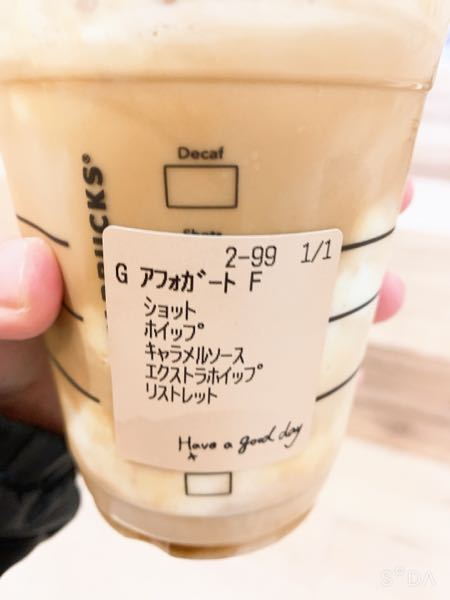 Decaf
2-99 1/1
G アフォガート F
ショット
ホイップ
キャラメルソース
エクストラホイップ
リストレット
Have a good day
BUCKS®
SODA